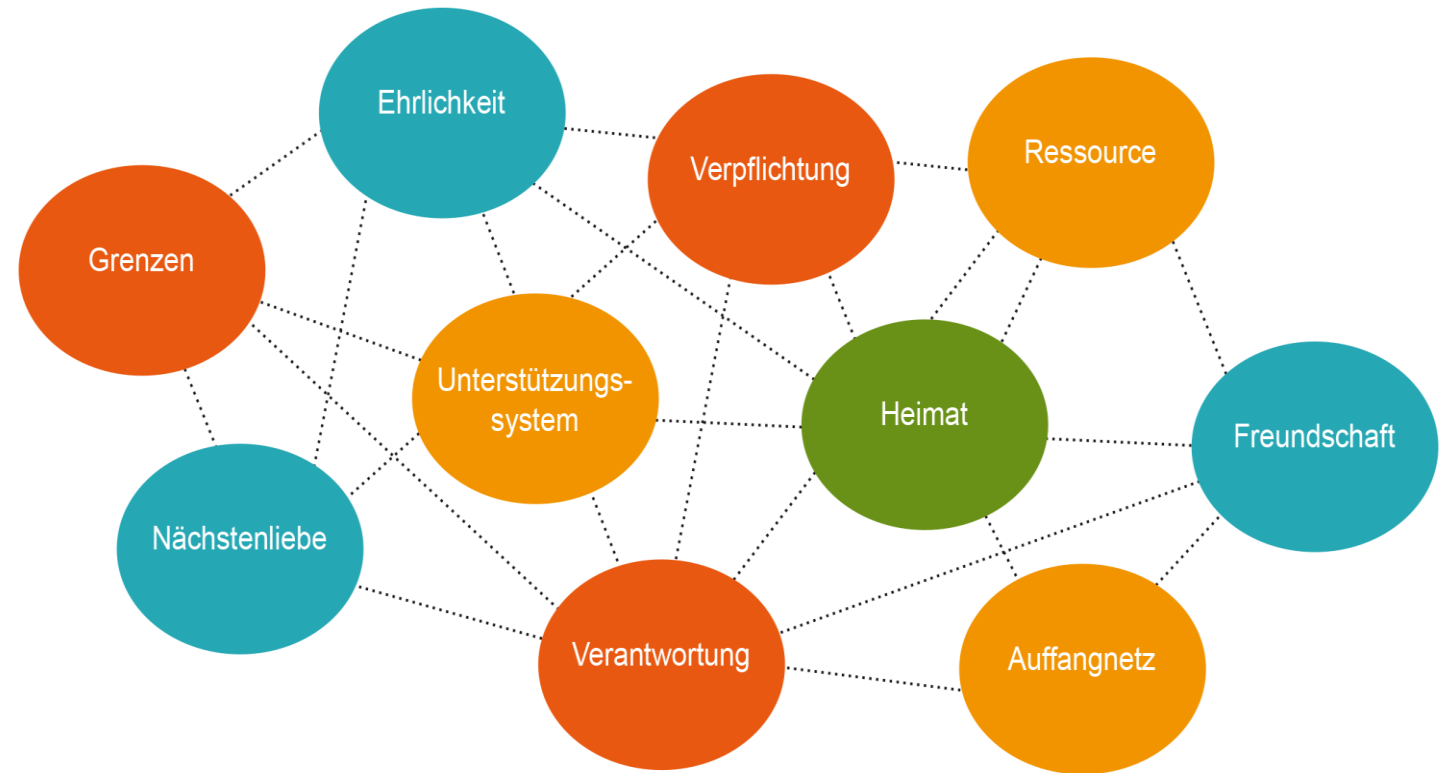 Ehrlichkeit
Verpflichtung
Ressource
Grenzen
Unterstützungs-
system
Heimat
Freundschaft
Nächstenliebe
Verantwortung
Auffangnetz